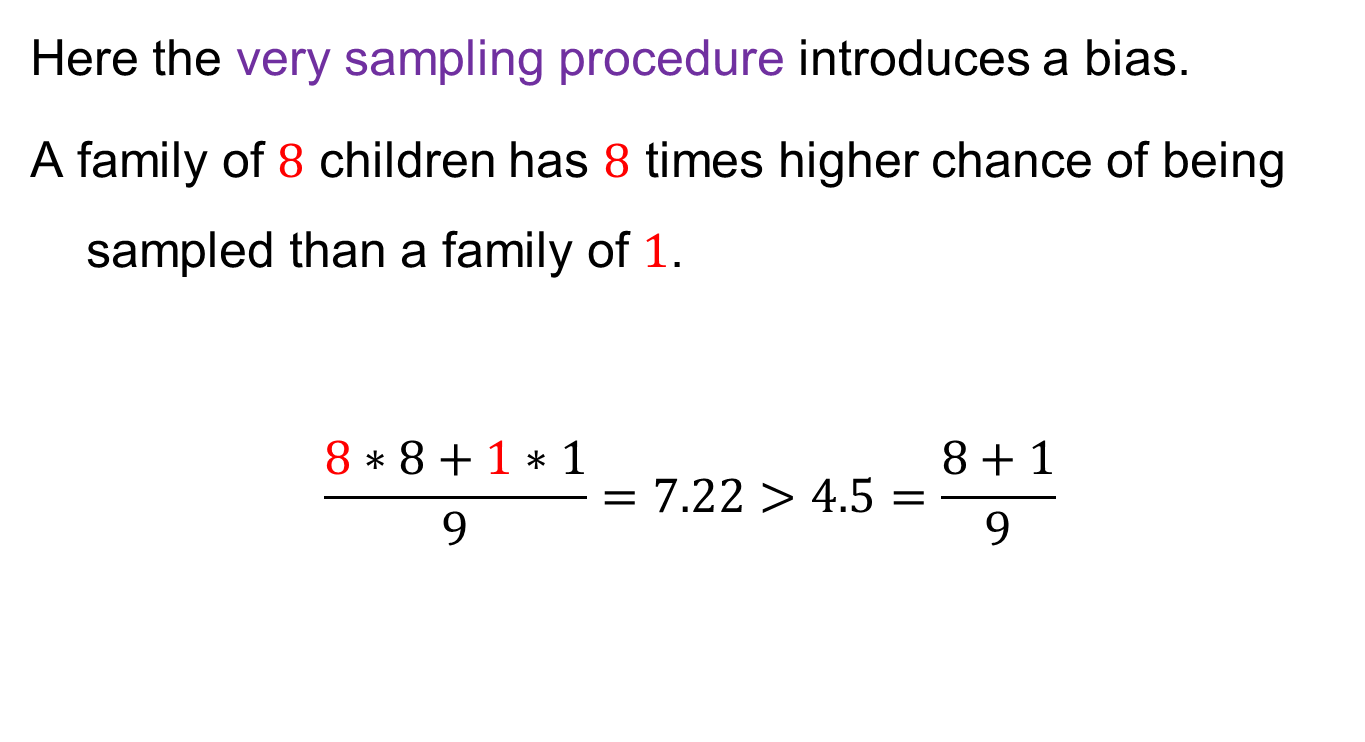 Here the very sampling procedure introduces a bias.
A family of 8 children has 8 times higher chance of being
sampled than a family of 1.
8 ∗ 8 + 1 ∗ 1
9
= 7.22 > 4.5 =
8 + 1
9